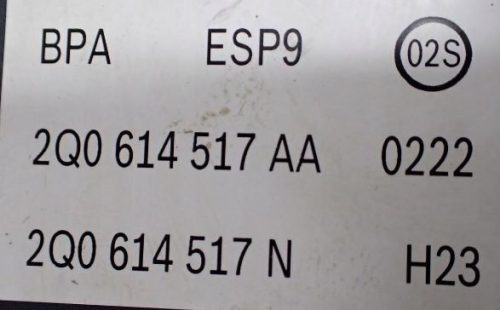 BPA ESP9 02S
2Q0 614 517 AA 0222
2Q0 614 517 N H23